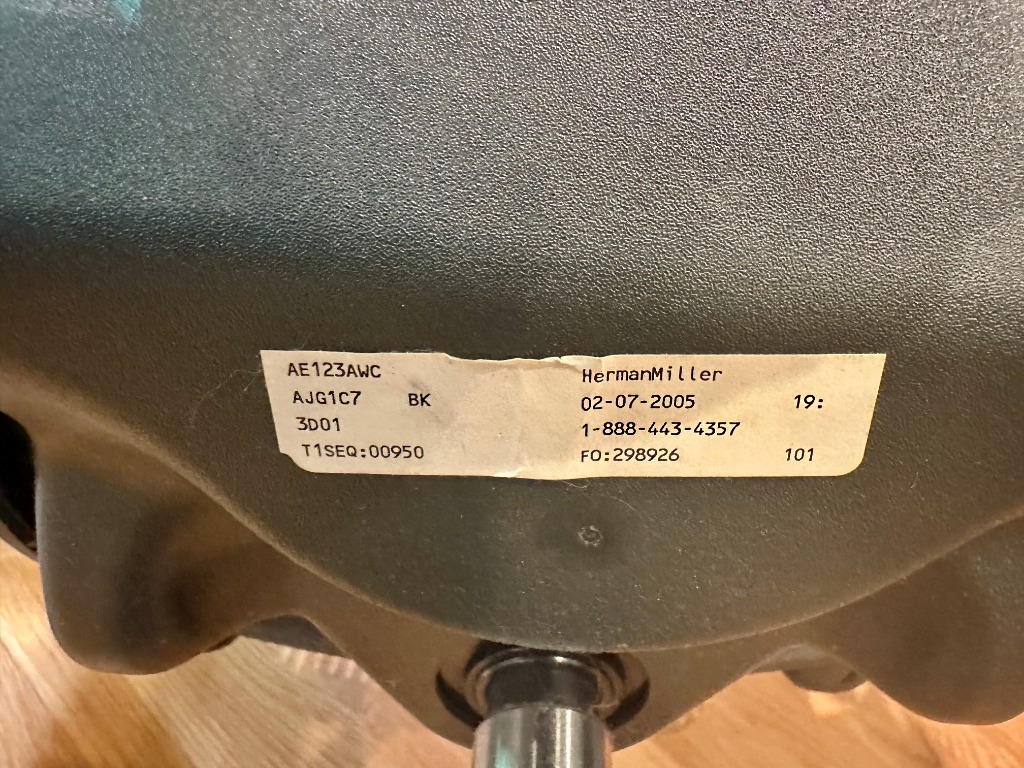 AE123AWC
AJG1C7 BK
3D01
T1SEQ:00950
HermanMiller
02-07-2005 19:
1-888-443-4357
FO:298926 101